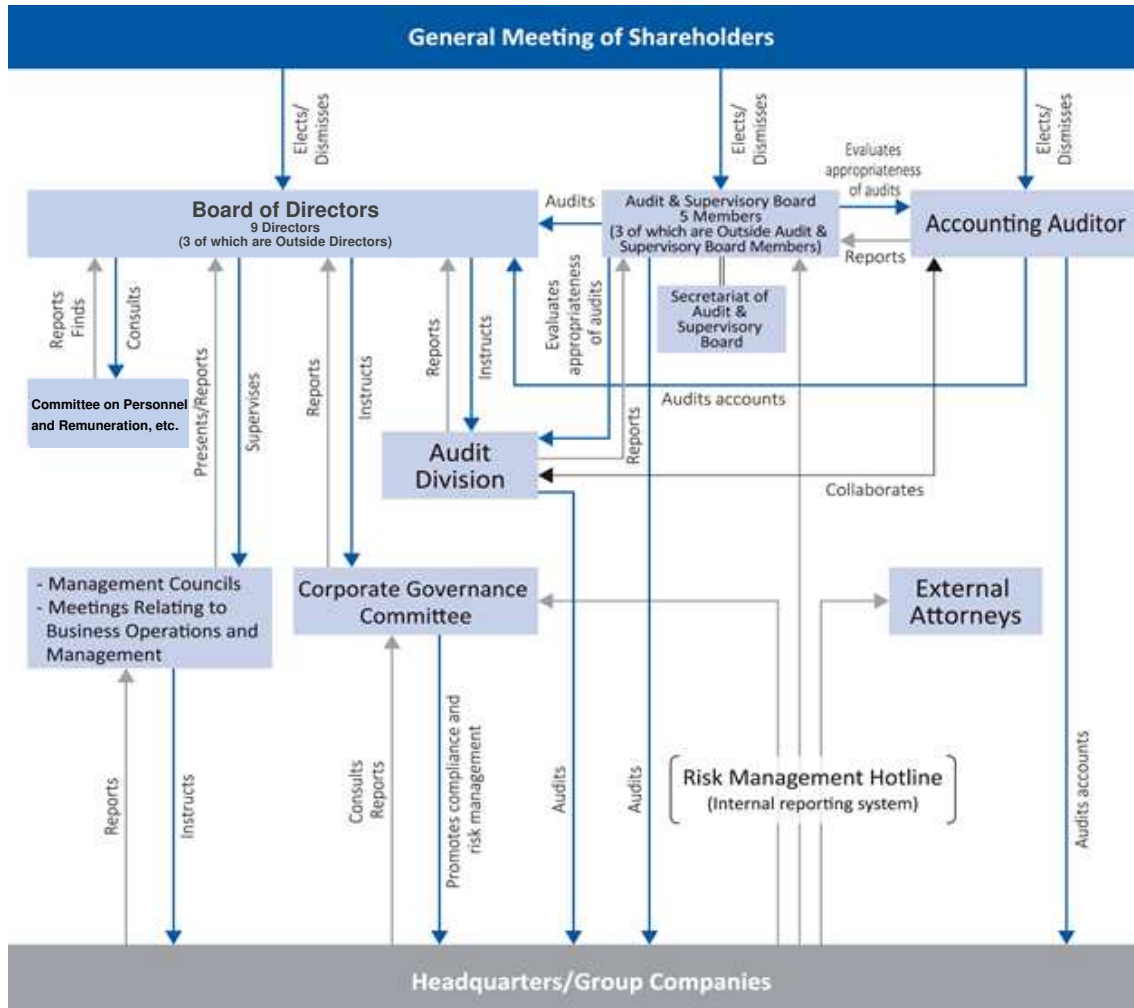 General Meeting of Shareholders
Elects/
Dismisses
Elects/
Dismisses
Elects/
Dismisses
Evaluates
appropriateness
of audits
Board of Directors
9 Directors
(3 of which are Outside Directors)
Audits
Audit & Supervisory Board
5 Members
(3 of which are Outside Audit &
Supervisory Board Members)
Accounting Auditor
Reports
Reports
Finds
Consults
Presents/Reports
Supervises
Reports
Instructs
Reports
Instructs
Evaluates
appropriateness
of audits
Reports
Secretariat of
Audit &
Supervisory
Board
Audits accounts
Committee on Personnel
and Remuneration, etc.
Audit
Division
Collaborates
- Management Councils
- Meetings Relating to
Business Operations and
Management
Corporate Governance
Committee
External
Attorneys
Reports
Instructs
Consults
Reports
Promotes compliance and
risk management
Audits
Audits
Risk Management Hotline
(Internal reporting system)
Audits accounts
Headquarters/Group Companies